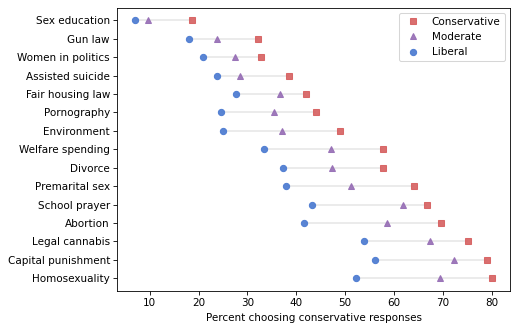 Sex education
Gun law
Women in politics
Assisted suicide
Fair housing law
Pornography
Environment
Welfare spending
Divorce
Premarital sex
School prayer
Abortion
Legal cannabis
Capital punishment
Homosexuality
Conservative
Moderate
Liberal
10 20 30 40 50 60 70 80
Percent choosing conservative responses